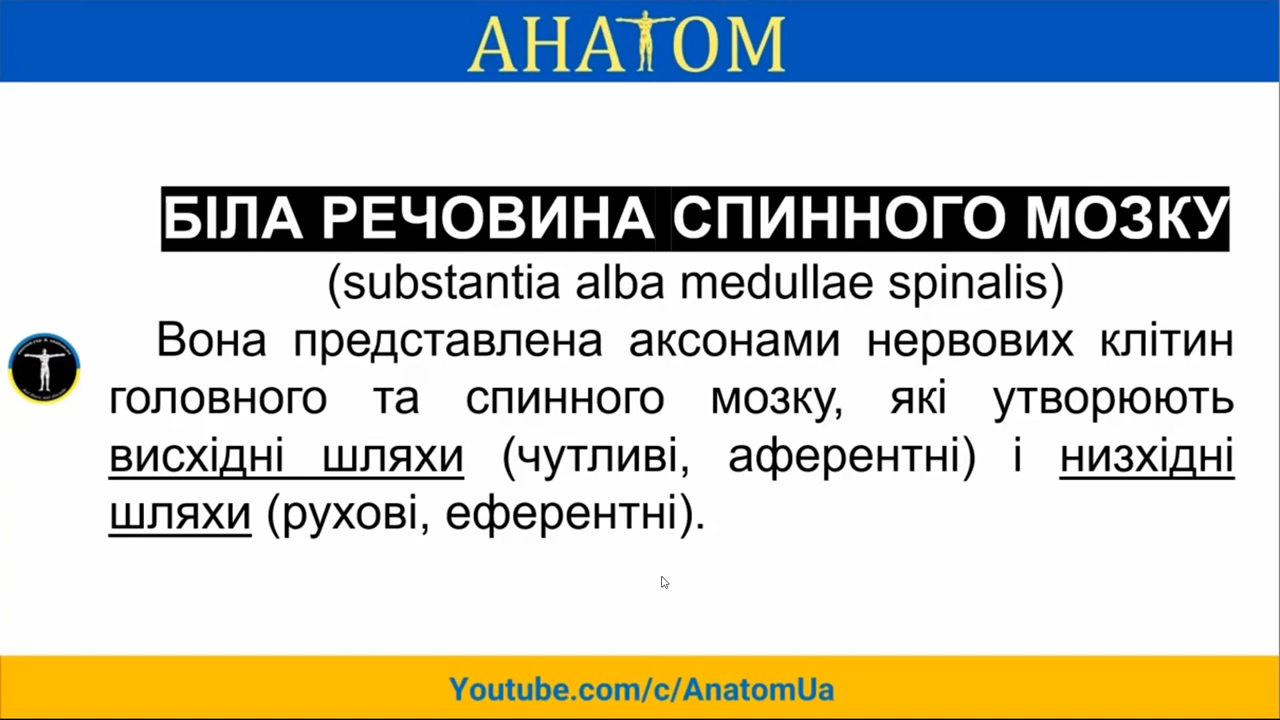 АНАТОМ
БІЛА РЕЧОВИНА СПИННОГО МОЗКУ
(substantia alba medullae spinalis)
Вона представлена аксонами нервових клітин
головного та спинного мозку, які утворюють
висхідні шляхи (чутливі, аферентні) і низхідні
шляхи (рухові, еферентні).
Youtube.com/c/AnatomUa